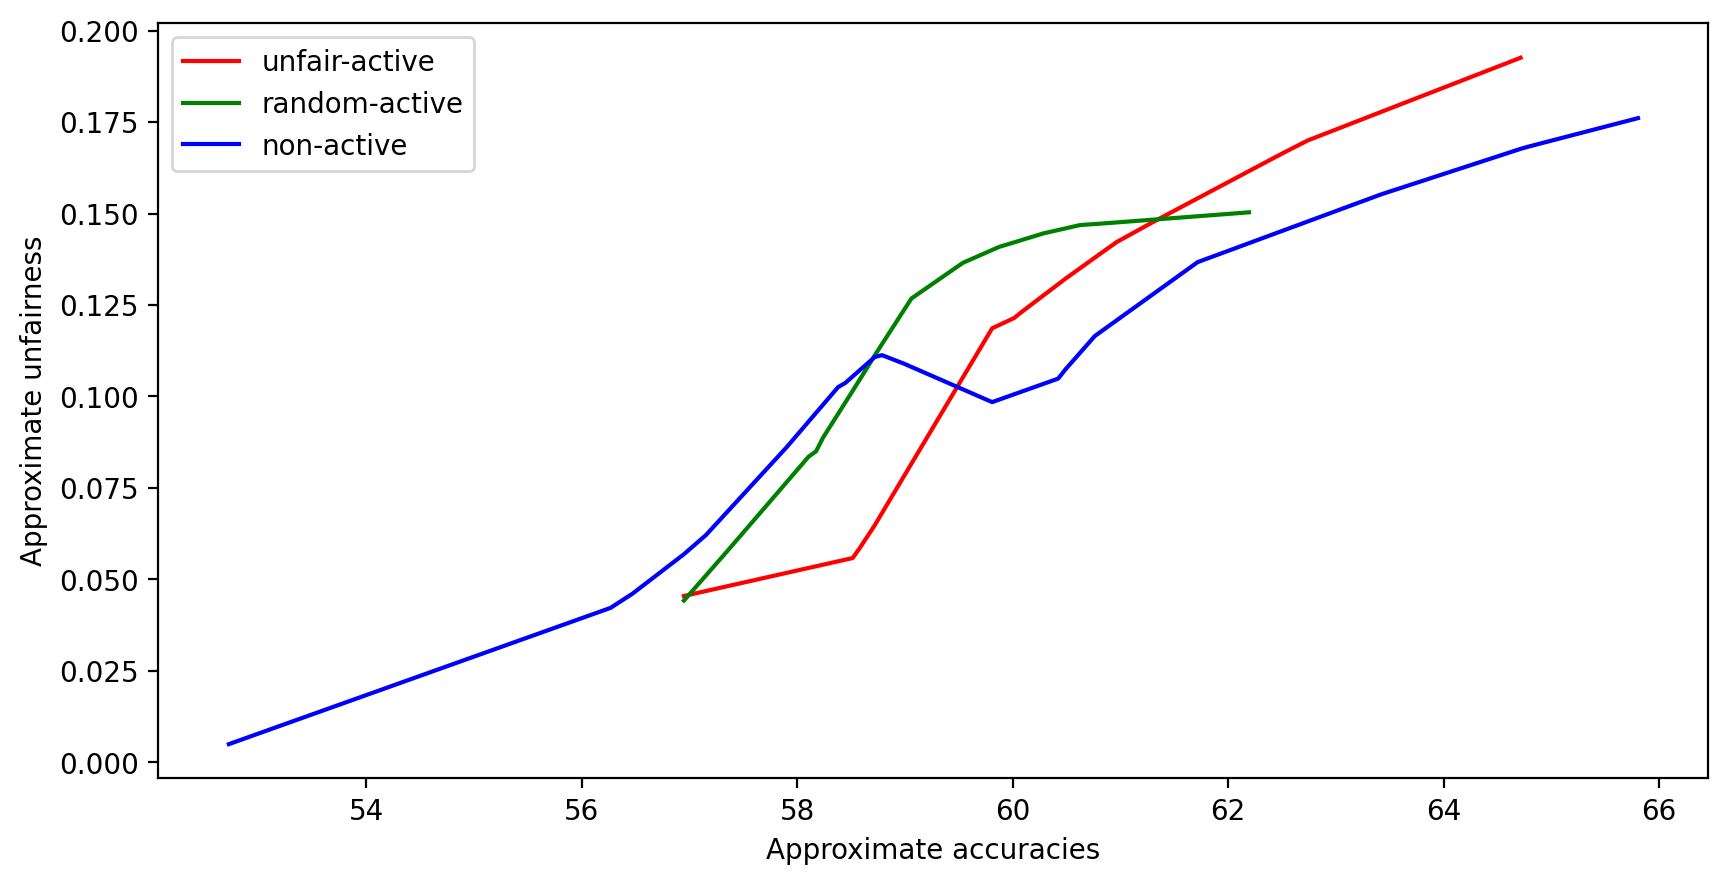 unfair-active
random-active
non-active
Approximate unfairness
0.200
0.175
0.150
0.125
0.100
0.075
0.050
0.025
0.000
54 56 58 60 62 64 66
Approximate accuracies